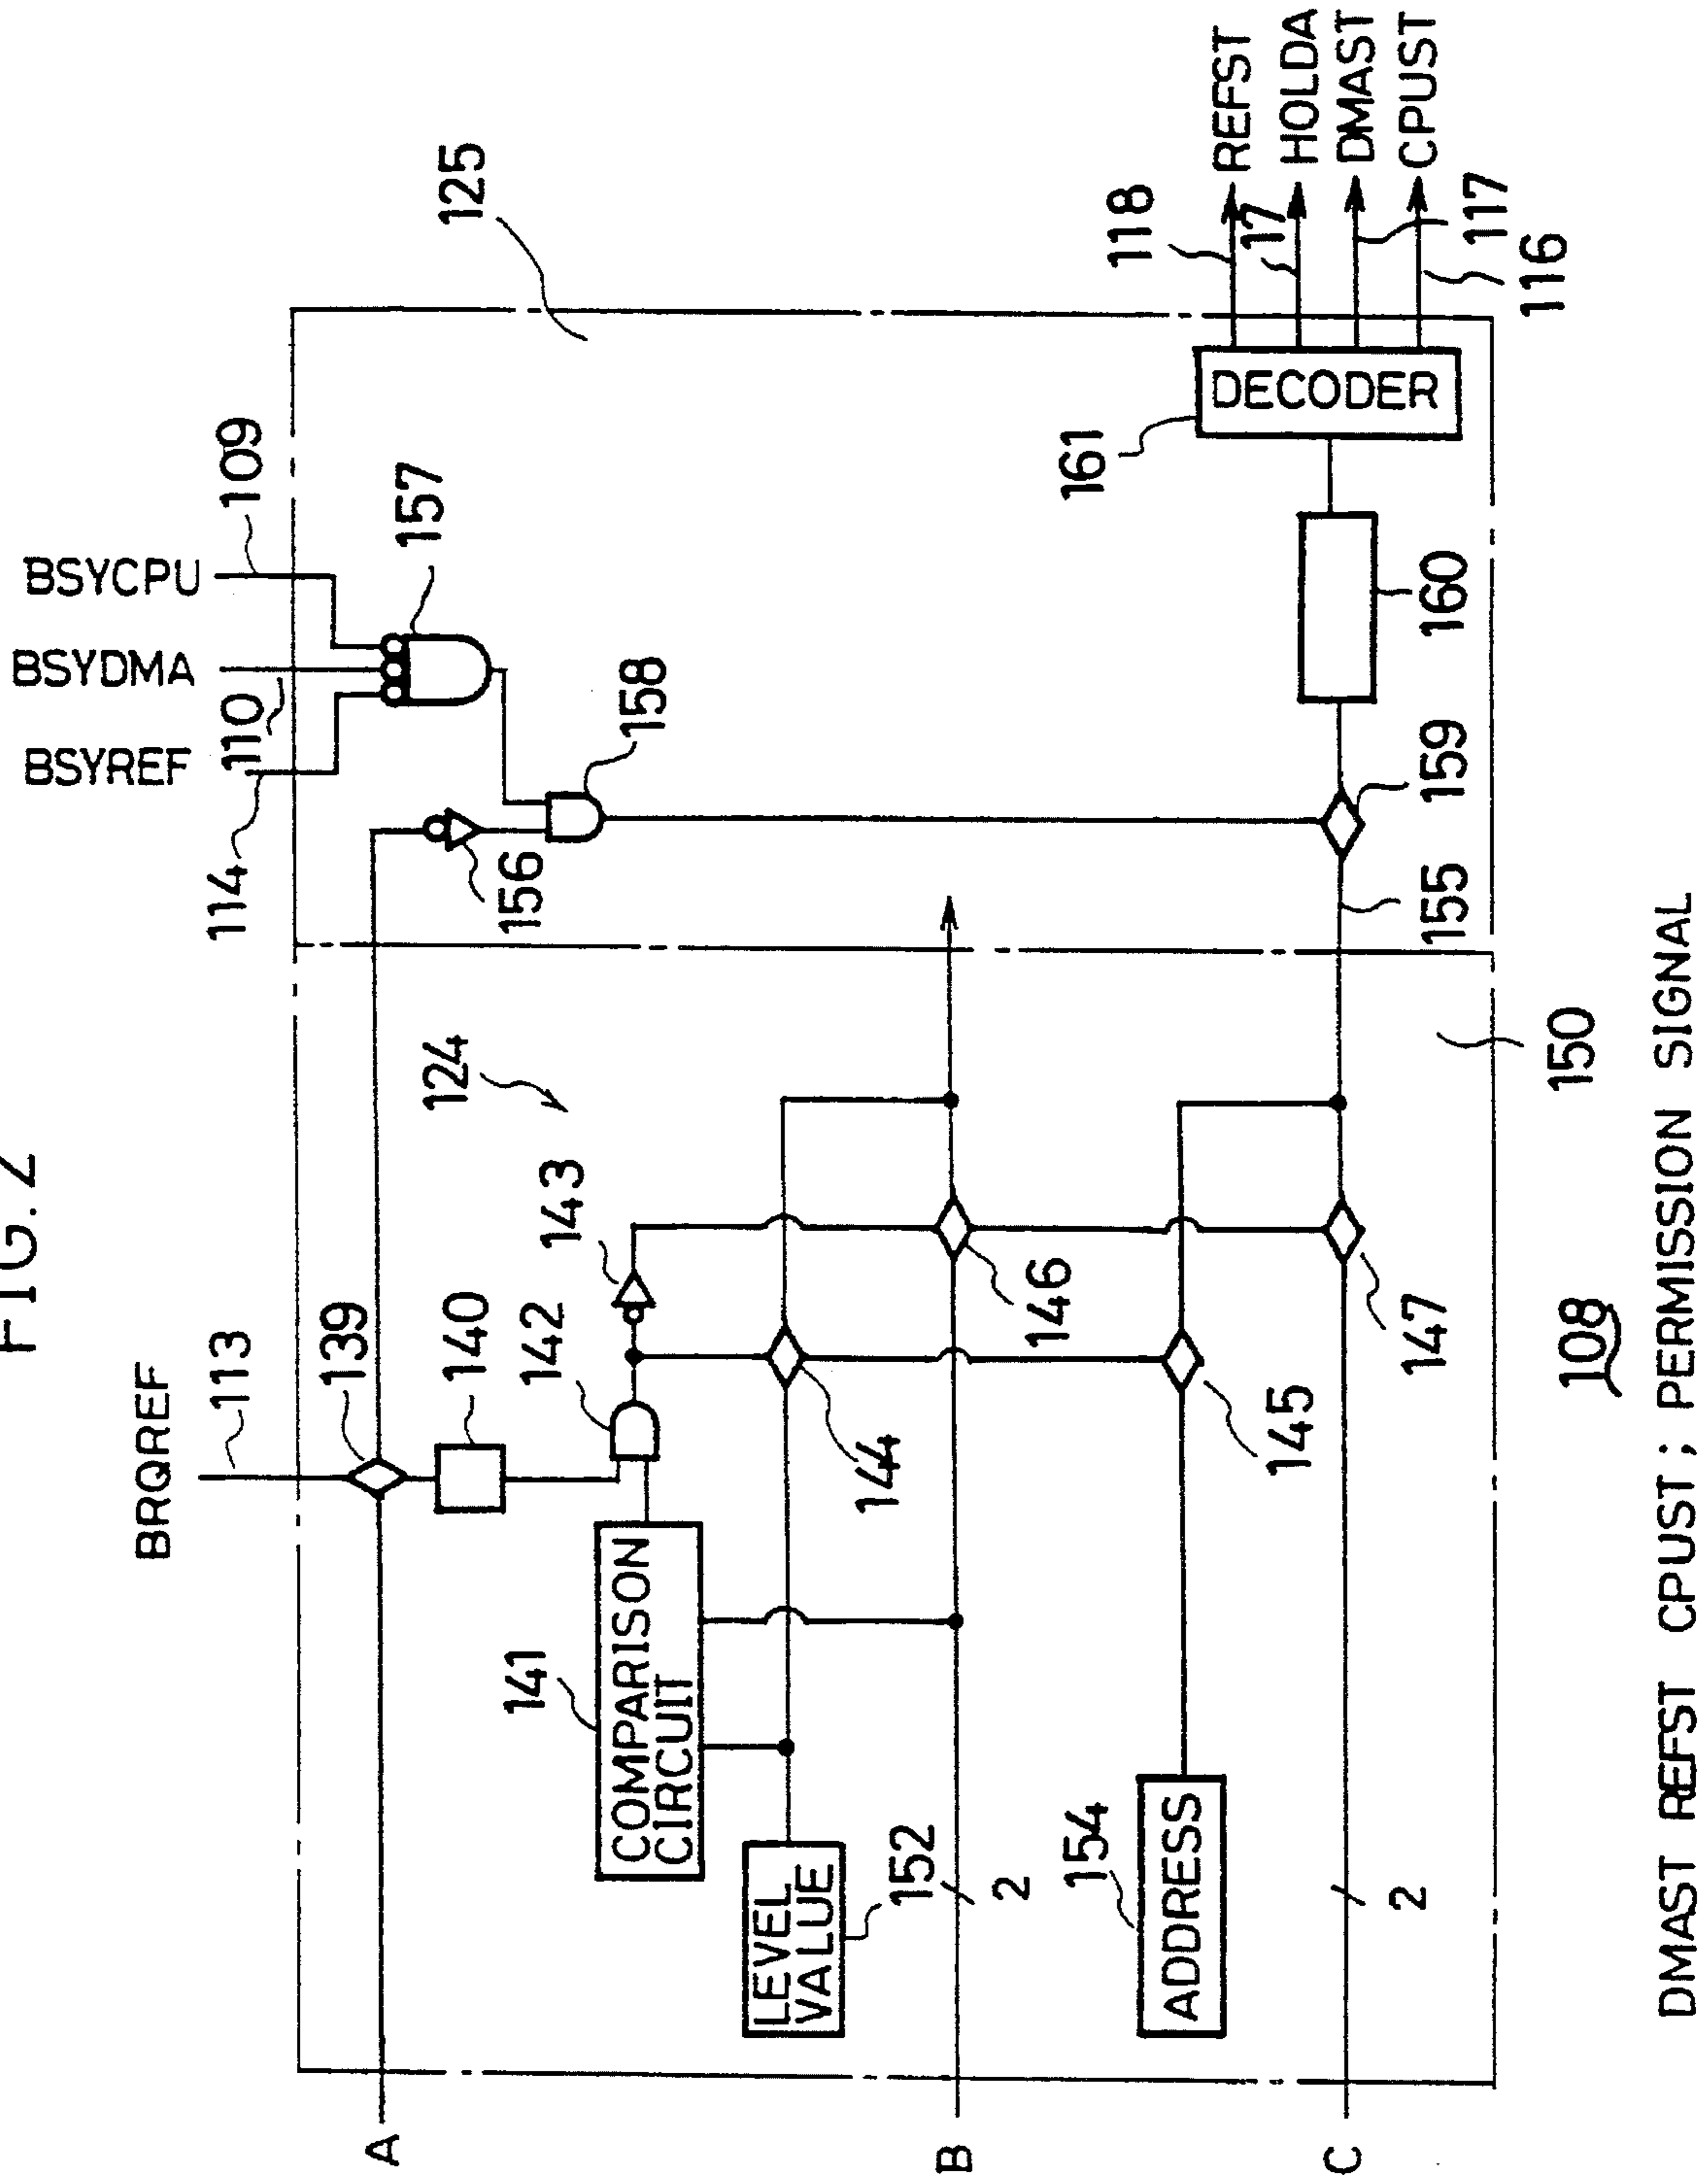 FIG. 2
BRQREF
113
139
140
141
COMPARISON
CIRCUIT
142
143
124
LEVEL
VALUE
152
144
146
2
ADDRESS
154
145
147
2
A
B
C
150
BSYREF
BSYDMA
BSYCPU
114
110
109
157
156
158
125
155
159
160
161
DECODER
118
17
117
116
REFST
HOLDA
DMAST
CPUST
108
DMAST REFST CPUST ; PERMISSION SIGNAL